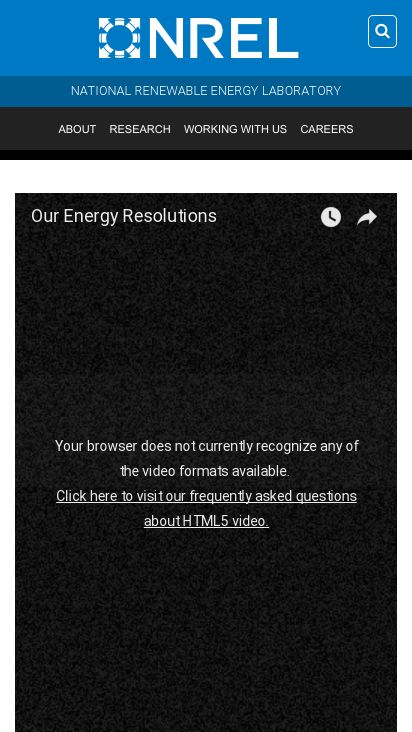 NREL
NATIONAL RENEWABLE ENERGY LABORATORY
ABOUT RESEARCH WORKING WITH US CAREERS
Our Energy Resolutions
Your browser does not currently recognize any of
the video formats available.
Click here to visit our frequently asked questions
about HTML5 video.